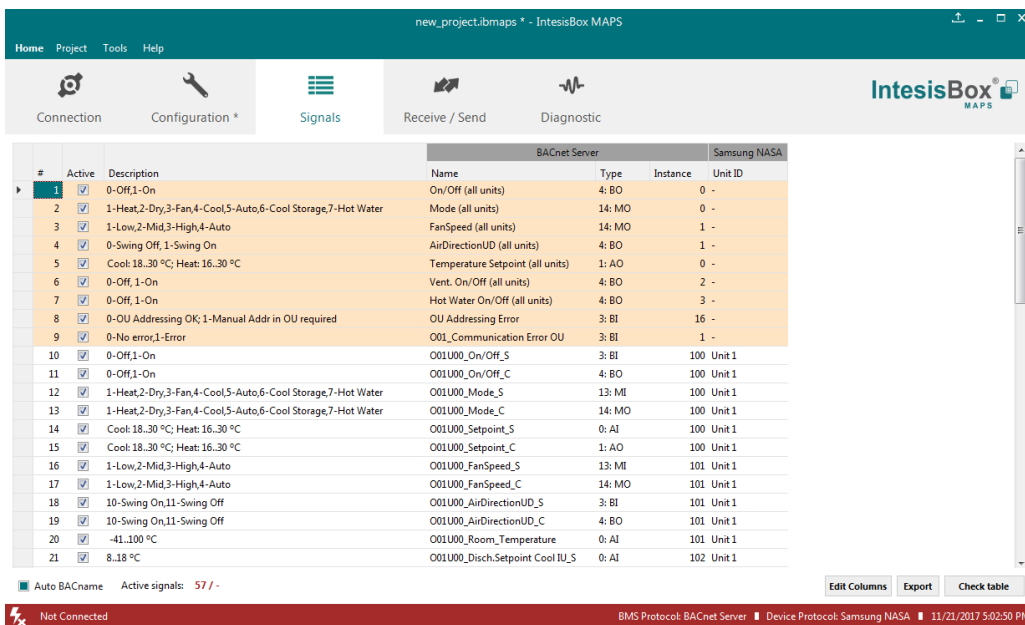 new_project.ibmaps * - IntesisBox MAPS
Home Project Tools Help
Connection Configuration * Signals Receive / Send Diagnostic
IntesisBox® MAPS
BACnet Server Samsung NASA
# Active Description Name Type Instance Unit ID
1 0-Off,1-On On/Off (all units) 4: BO 0 -
2 1-Heat,2-Dry,3-Fan,4-Cool,5-Auto,6-Cool Storage,7-Hot Water Mode (all units) 14: MO 0 -
3 1-Low,2-Mid,3-High,4-Auto FanSpeed (all units) 14: MO 1 -
4 0-Swing Off, 1-Swing On AirDirectionUD (all units) 4: BO 1 -
5 Cool: 18..30 ºC; Heat: 16..30 ºC Temperature Setpoint (all units) 1: AO 0 -
6 0-Off, 1-On Vent. On/Off (all units) 4: BO 2 -
7 0-Off, 1-On Hot Water On/Off (all units) 4: BO 3 -
8 0-OU Addressing OK; 1-Manual Addr in OU required OU Addressing Error 3: BI 16 -
9 0-No error,1-Error O01_Communication Error OU 3: BI 1 -
10 0-Off,1-On O01U00_On/Off_S 3: BI 100 Unit 1
11 0-Off,1-On O01U00_On/Off_C 4: BO 100 Unit 1
12 1-Heat,2-Dry,3-Fan,4-Cool,5-Auto,6-Cool Storage,7-Hot Water O01U00_Mode_S 13: MI 100 Unit 1
13 1-Heat,2-Dry,3-Fan,4-Cool,5-Auto,6-Cool Storage,7-Hot Water O01U00_Mode_C 14: MO 100 Unit 1
14 Cool: 18..30 ºC; Heat: 16..30 ºC O01U00_Setpoint_S 0: AI 100 Unit 1
15 Cool: 18..30 ºC; Heat: 16..30 ºC O01U00_Setpoint_C 1: AO 100 Unit 1
16 1-Low,2-Mid,3-High,4-Auto O01U00_FanSpeed_S 13: MI 101 Unit 1
17 1-Low,2-Mid,3-High,4-Auto O01U00_FanSpeed_C 14: MO 101 Unit 1
18 10-Swing On,11-Swing Off O01U00_AirDirectionUD_S 3: BI 101 Unit 1
19 10-Swing On,11-Swing Off O01U00_AirDirectionUD_C 4: BO 101 Unit 1
20 -41..100 ºC O01U00_Room_Temperature 0: AI 101 Unit 1
21 8..18 ºC O01U00_Disch.Setpoint Cool IU_S 0: AI 102 Unit 1
Auto BACname Active signals: 57 / - Edit Columns Export Check table
Not Connected BMS Protocol: BACnet Server Device Protocol: Samsung NASA 11/21/2017 5:02:50 PM